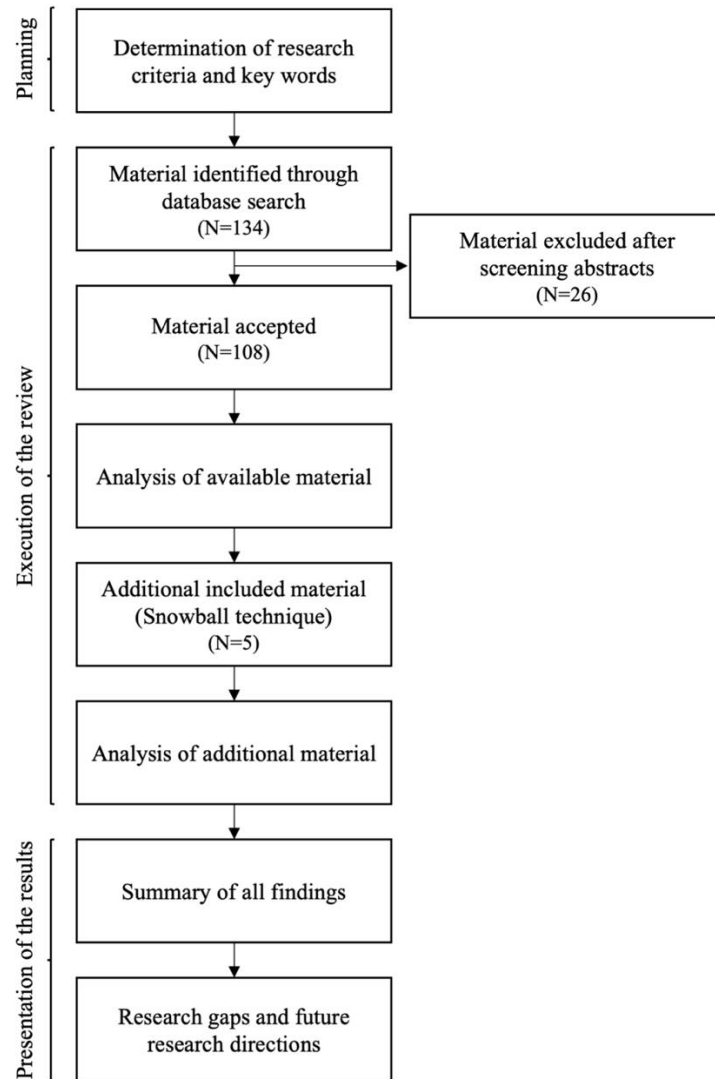 Planning
Determination of research
criteria and key words
Execution of the review
Material identified through
database search
(N=134)
Material excluded after
screening abstracts
(N=26)
Material accepted
(N=108)
Analysis of available material
Additional included material
(Snowball technique)
(N=5)
Analysis of additional material
Presentation of the results
Summary of all findings
Research gaps and future
research directions